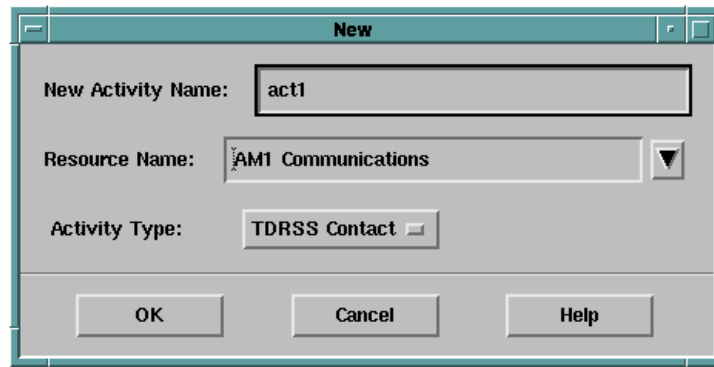 New
New Activity Name: act1
Resource Name: AM1 Communications
Activity Type: TDRSS Contact
OK Cancel Help